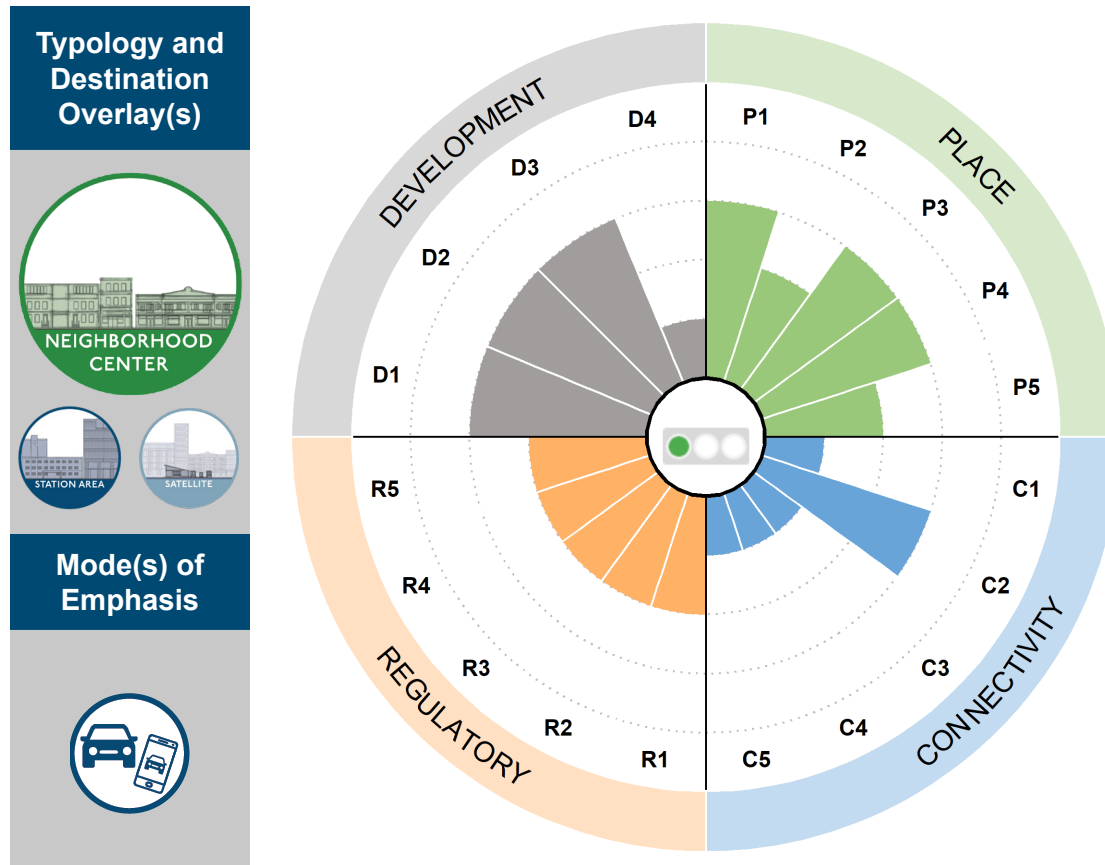 Typology and
Destination
Overlay(s)
NEIGHBORHOOD
CENTER
STATION AREA
SATELLITE
Mode(s) of
Emphasis
DEVELOPMENT
PLACE
D4
P1
D3
P2
P3
D2
P4
D1
P5
R5
C1
R4
C2
R3
C3
R2
C4
R1
C5
REGULATORY
CONNECTIVITY